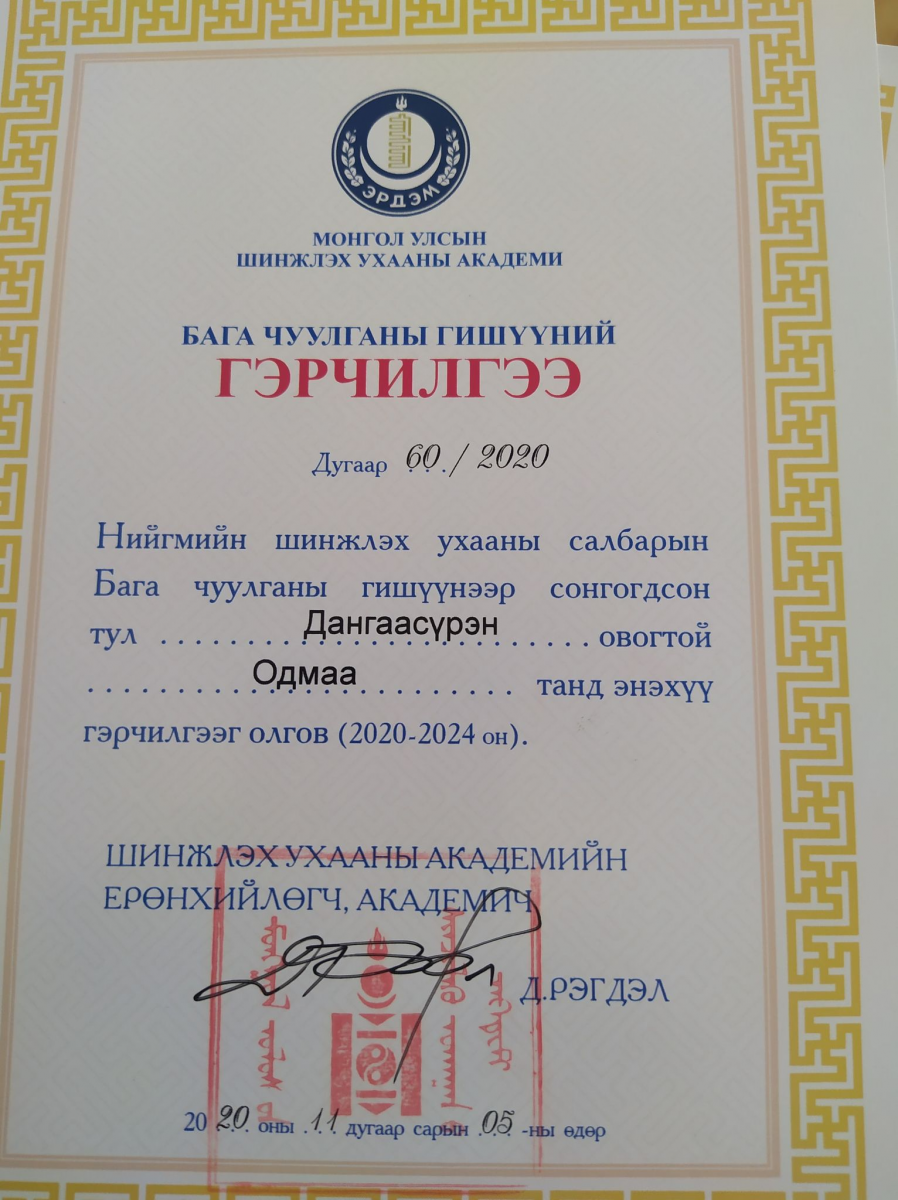 ЭРДЭМ
МОНГОЛ УЛСЫН
ШИНЖЛЭХ УХААНЫ АКАДЕМИ
БАГА ЧУУЛГАНЫ ГИШҮҮНИЙ
ГЭРЧИЛГЭЭ
Дугаар 60./ 2020
Нийгмийн шинжлэх ухааны салбарын
Бага чуулганы гишүүнээр сонгогдсон
тул Дангаасүрэн овогтой
Одмаа танд энэхүү
гэрчилгээг олгов (2020-2024 он).
ШИНЖЛЭХ УХААНЫ АКАДЕМИЙН
ЕРӨНХИЙЛӨГЧ, АКАДЕМИЧ
Д.РЭГДЭЛ
2020 оны 11 дугаар сарын 05 -ны өдөр